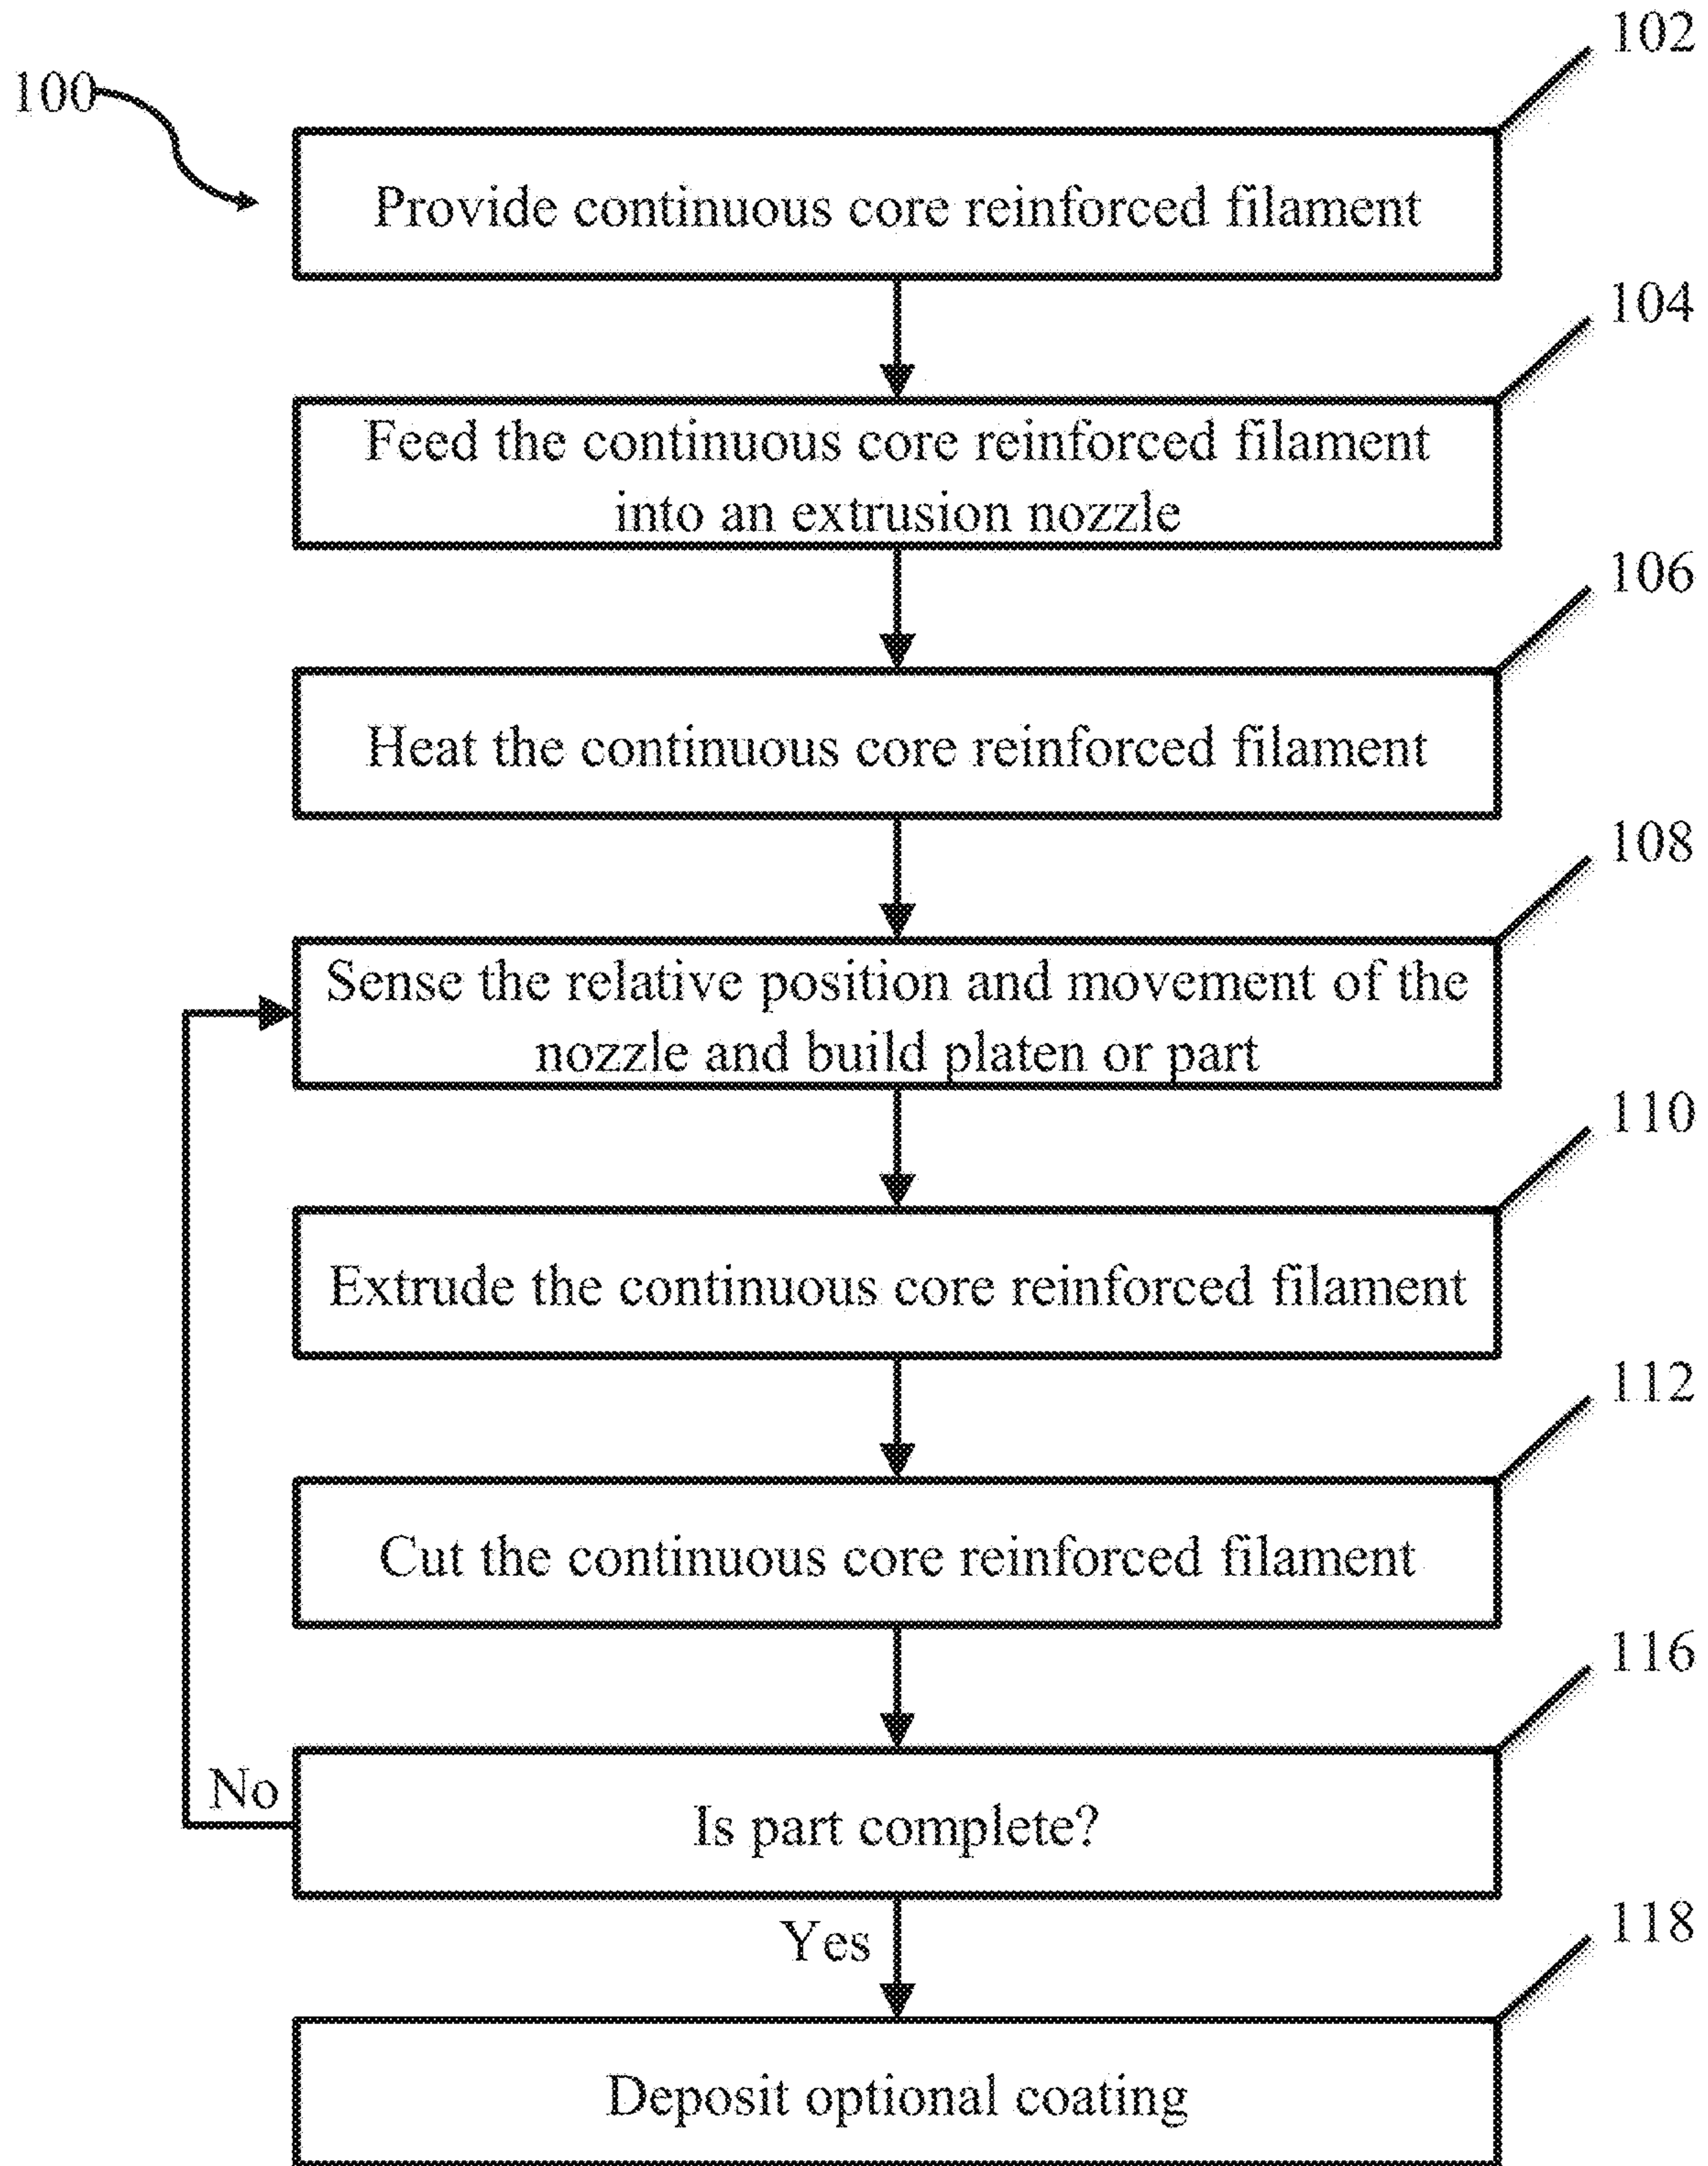 102
100
Provide continuous core reinforced filament
104
Feed the continuous core reinforced filament
into an extrusion nozzle
106
Heat the continuous core reinforced filament
108
Sense the relative position and movement of the
nozzle and build platen or part
110
Extrude the continuous core reinforced filament
112
Cut the continuous core reinforced filament
116
No
Is part complete?
Yes
118
Deposit optional coating